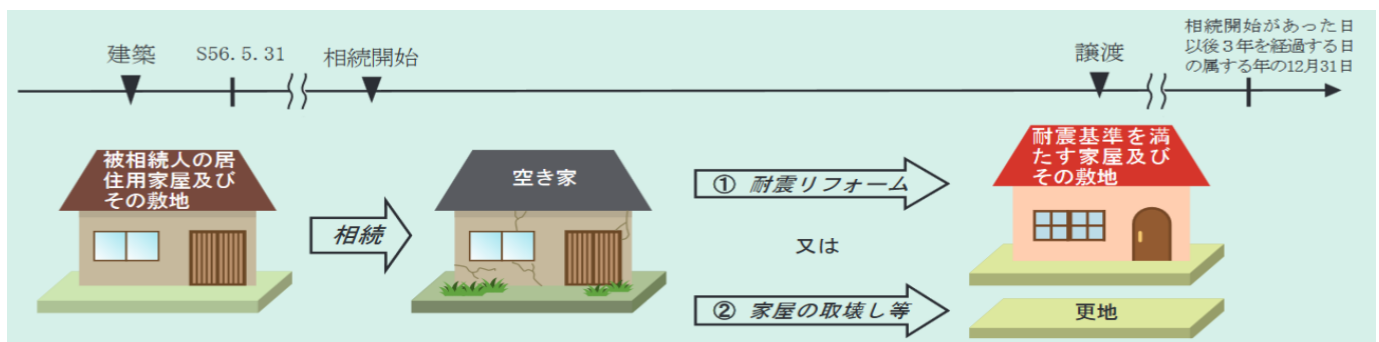 建築
S56.5.31
相続開始
譲渡
相続開始があった日
以後３年を経過する日
の属する年の12月31日
被相続人の居
住用家屋及び
その敷地
相続
空き家
① 耐震リフォーム
又は
② 家屋の取壊し等
耐震基準を満
たす家屋及び
その敷地
更地